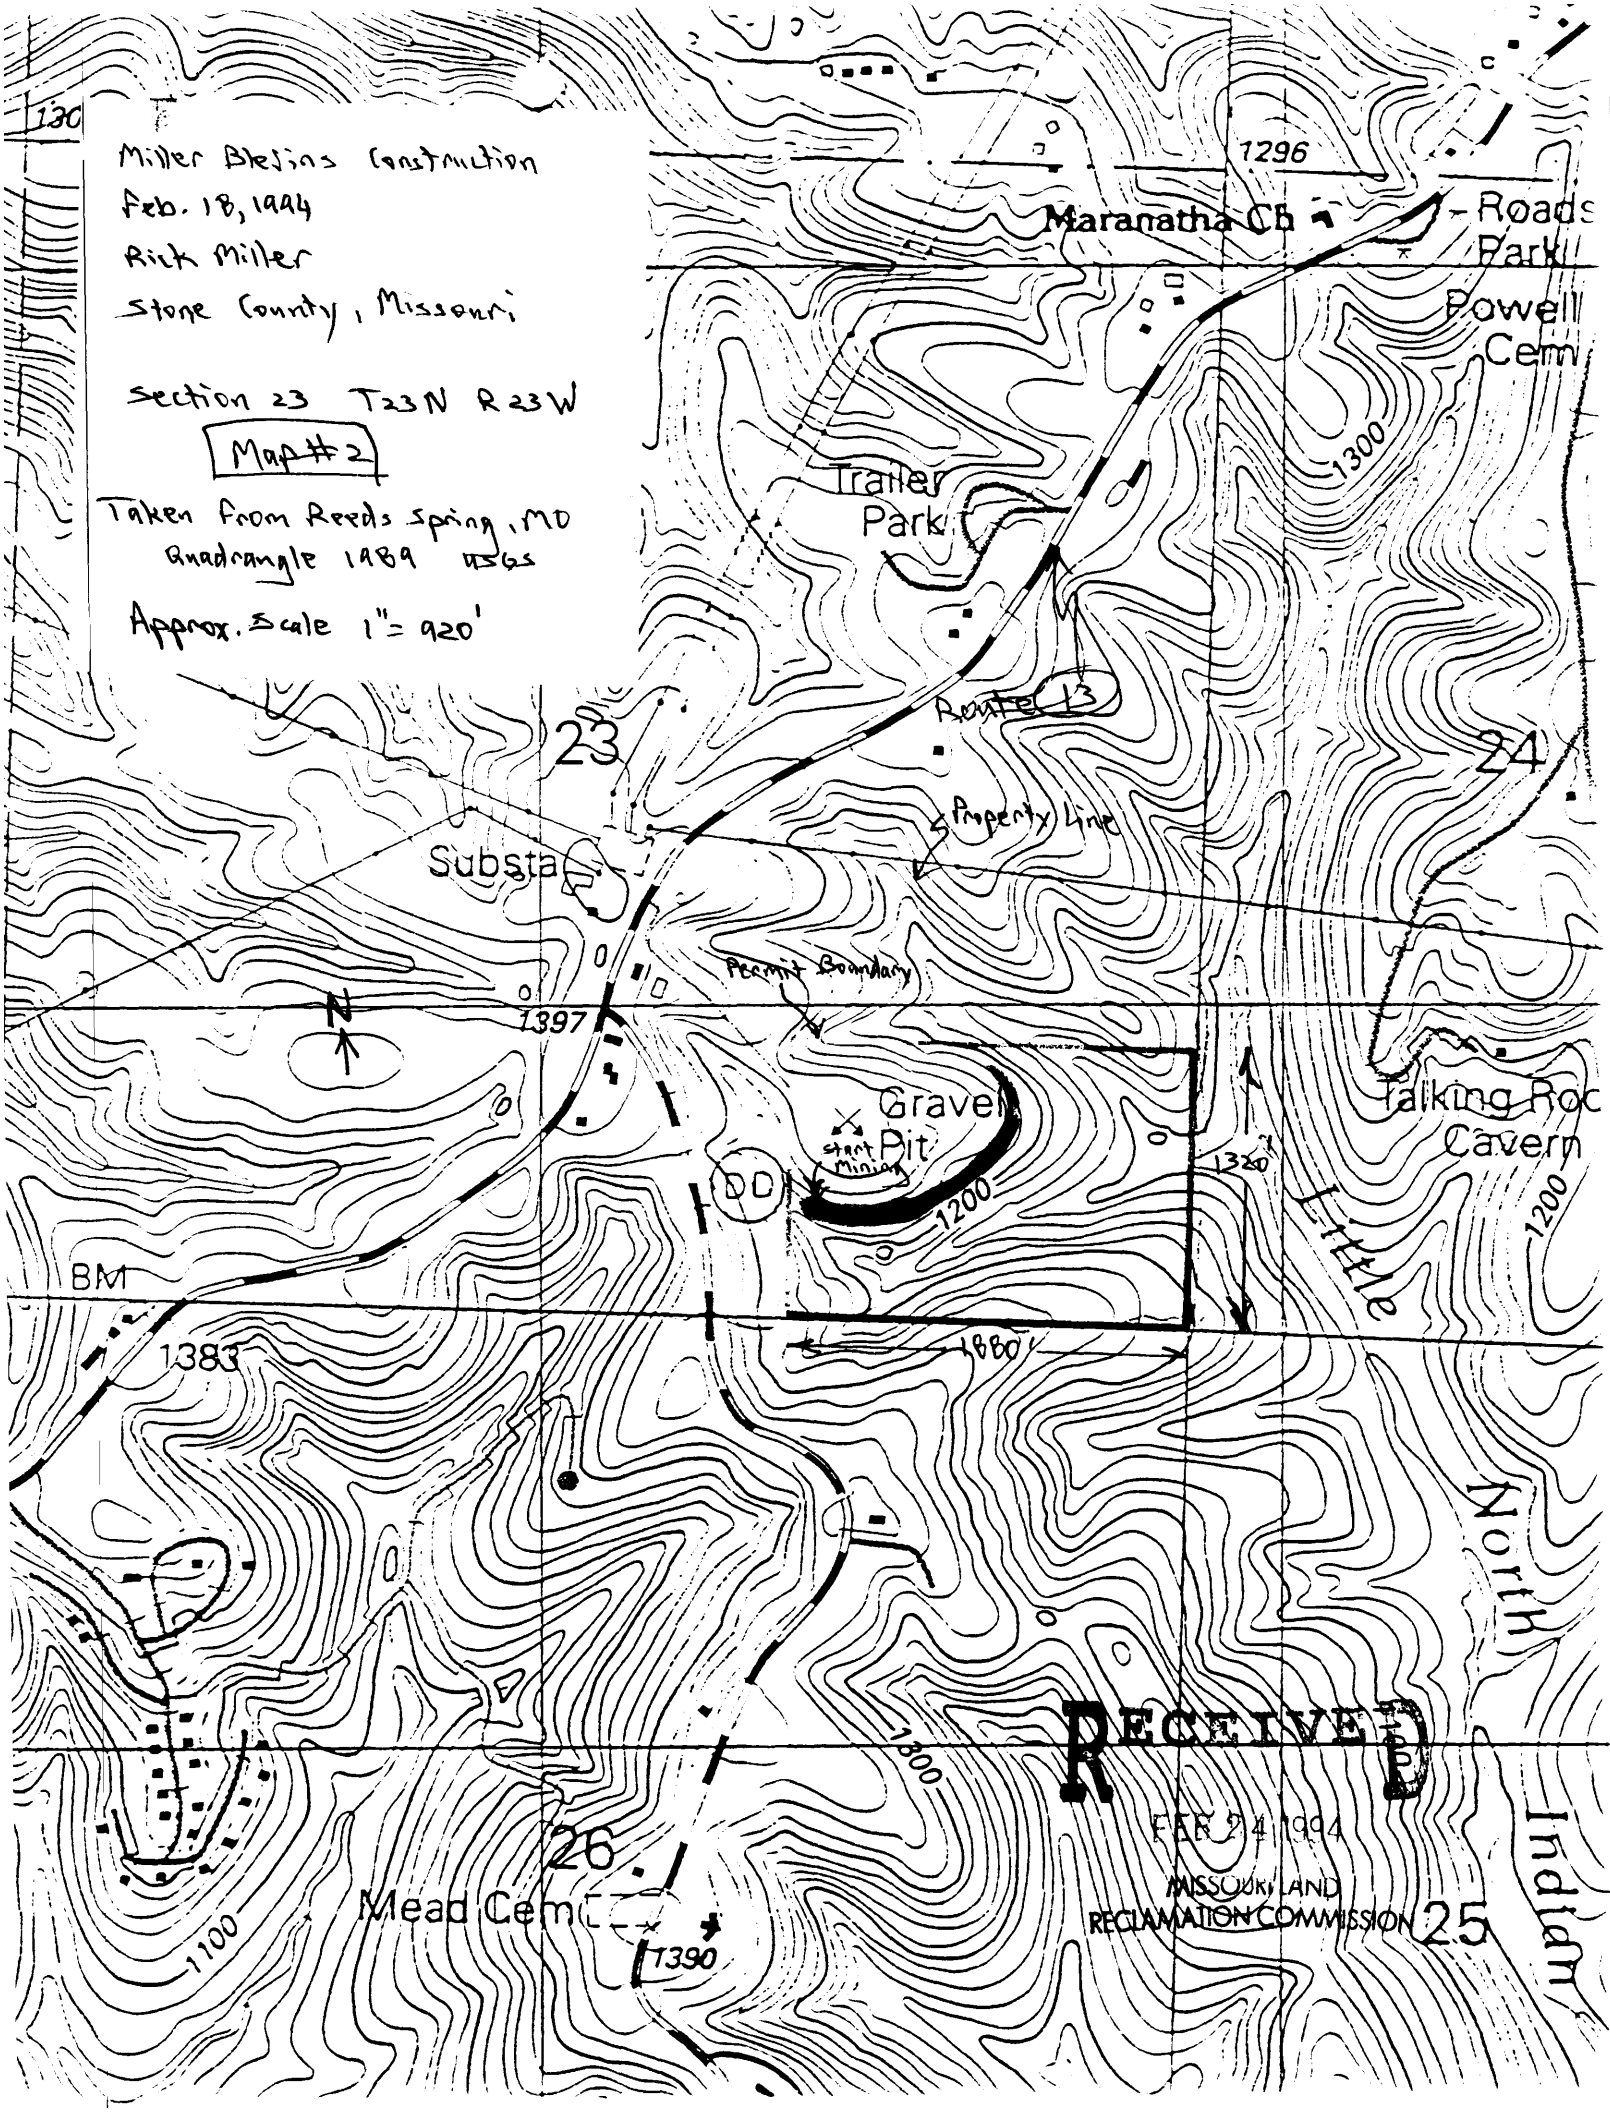 130
Miller Blevins Construction
Feb. 18, 1994
Rick Miller
Stone County, Missouri
Section 23 T23N R23W
Map #2
Taken from Reeds Spring, MO
Quadrangle 1989 USGS
Approx. Scale 1"= 920'
1296
Maranatha Ch
Roads
Park
Powell
Cem
1300
Trailer
Park
Route 13
23
24
Property Line
Substa
Permit Boundary
N
1397
Gravel
Pit
Start
Mining
Talking Roc
Cavern
DD
1320'
1200
1200
Little
BM
1383
1880'
North
1300
RECEIVED
FEB 24 1994
MISSOURI LAND
RECLAMATION COMMISSION
26
25
Mead Cem
Indian
1100
1390